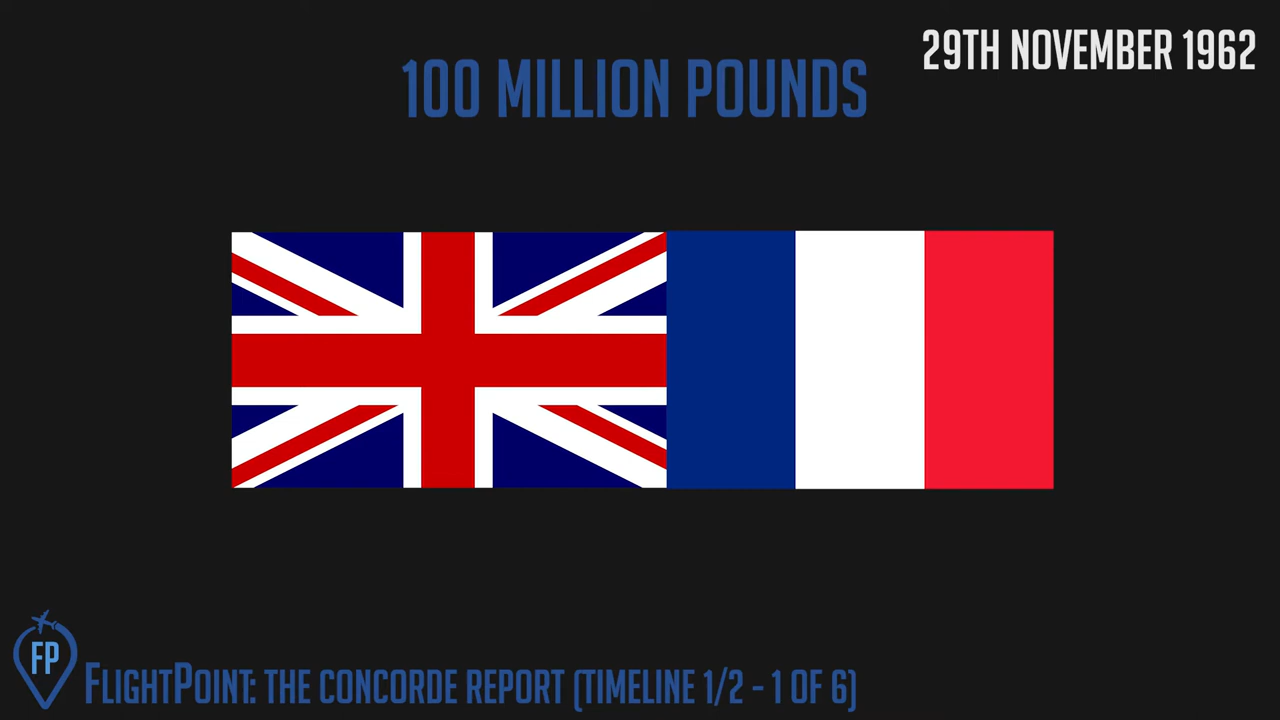 29TH NOVEMBER 1962
100 MILLION POUNDS
FP
FLIGHTPOINT: THE CONCORDE REPORT (TIMELINE 1/2 - 1 OF 6)